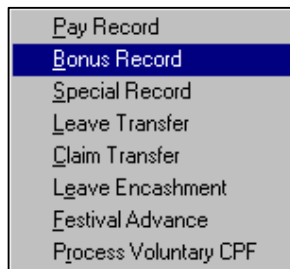 Pay Record
Bonus Record
Special Record
Leave Transfer
Claim Transfer
Leave Encashment
Festival Advance
Process Voluntary CPF